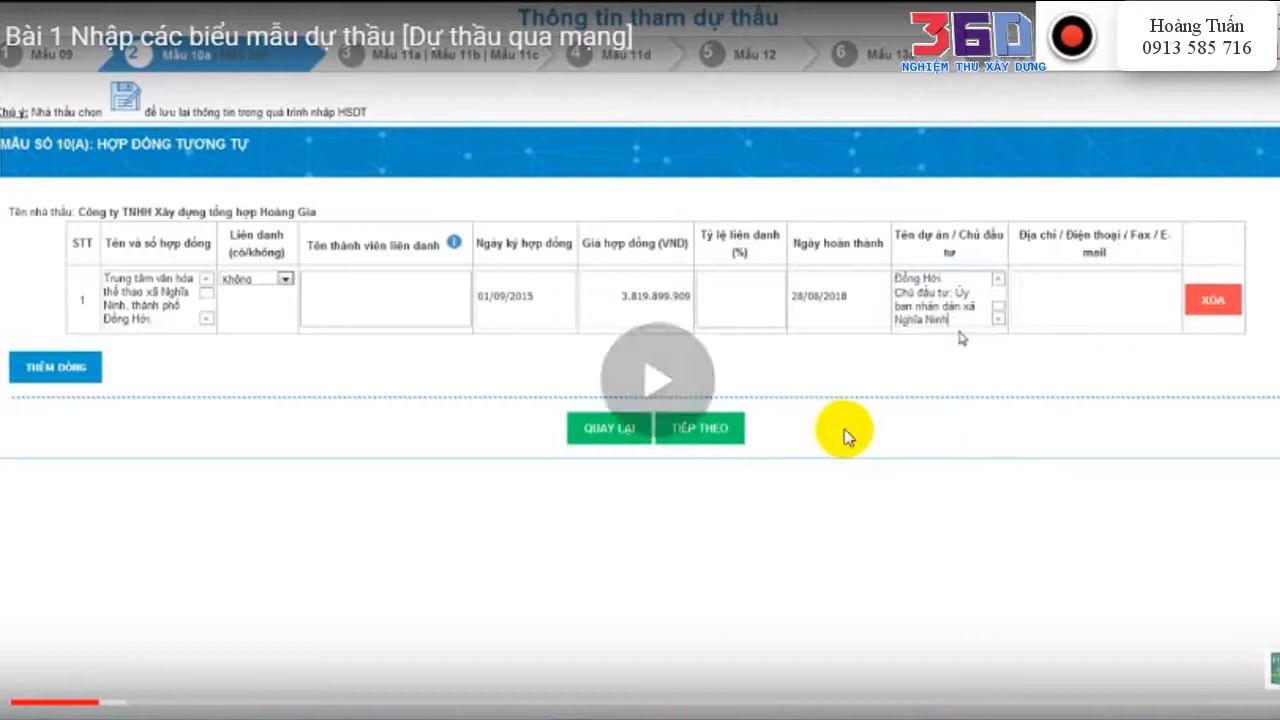 Thông tin tham dự thầu
Bài 1 Nhập các biểu mẫu dự thầu [Dự thầu qua mạng]
360
NGHIỆM THU XÂY DỰNG
Hoàng Tuấn
0913 585 716
1 Mẫu 09
2 Mẫu 10a
3 Mẫu 11a | Mẫu 11b | Mẫu 11c
4 Mẫu 11d
5 Mẫu 12
6 Mẫu 13a
Chú ý: Nhà thầu chọn để lưu lại thông tin trong quá trình nhập HSDT
MẪU SỐ 10(A): HỢP ĐỒNG TƯƠNG TỰ
Tên nhà thầu: Công ty TNHH Xây dựng tổng hợp Hoàng Gia
STT
Tên và số hợp đồng
Liên danh
(có/không)
Tên thành viên liên danh
Ngày ký hợp đồng
Giá hợp đồng (VND)
Tỷ lệ liên danh
(%)
Ngày hoàn thành
Tên dự án / Chủ đầu
tư
Địa chỉ / Điện thoại / Fax / E-
mail
1
Trung tâm văn hóa
thể thao xã Nghĩa
Ninh, thành phố
Đồng Hới.
Không
01/09/2015
3.819.899.909
28/08/2018
Đồng Hới.
Chủ đầu tư: Ủy
ban nhân dân xã
Nghĩa Ninh
XÓA
THÊM DÒNG
QUAY LẠI
TIẾP THEO